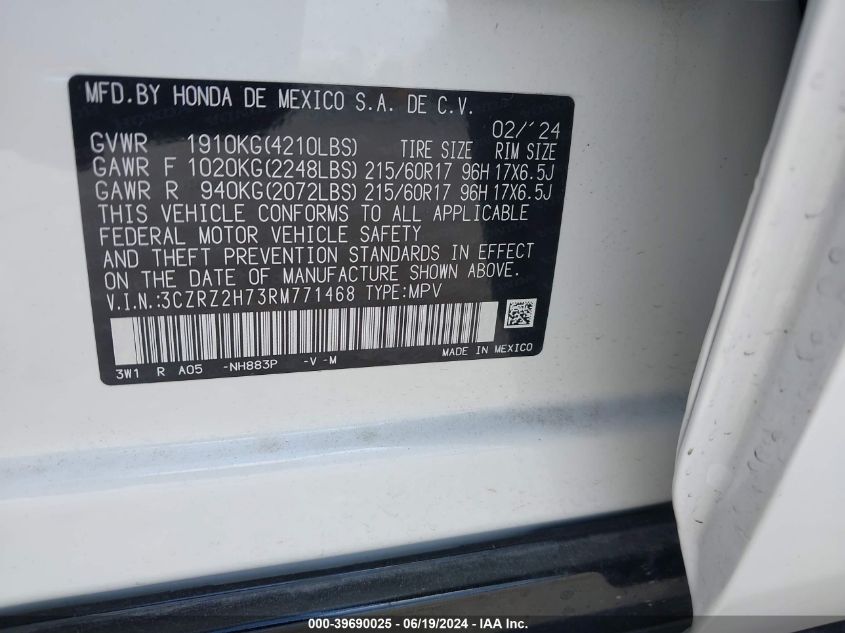 MFD.BY HONDA DE MEXICO S.A. DE C.V.
02/'24
GVWR 1910KG(4210LBS) TIRE SIZE RIM SIZE
GAWR F 1020KG(2248LBS) 215/60R17 96H 17X6.5J
GAWR R 940KG(2072LBS) 215/60R17 96H 17X6.5J
THIS VEHICLE CONFORMS TO ALL APPLICABLE
FEDERAL MOTOR VEHICLE SAFETY
AND THEFT PREVENTION STANDARDS IN EFFECT
ON THE DATE OF MANUFACTURE SHOWN ABOVE.
V.I.N.:3CZRZ2H73RM771468 TYPE:MPV
MADE IN MEXICO
3W1 R A05 -NH883P -V -M
000-39690025 - 06/19/2024 - IAA Inc.